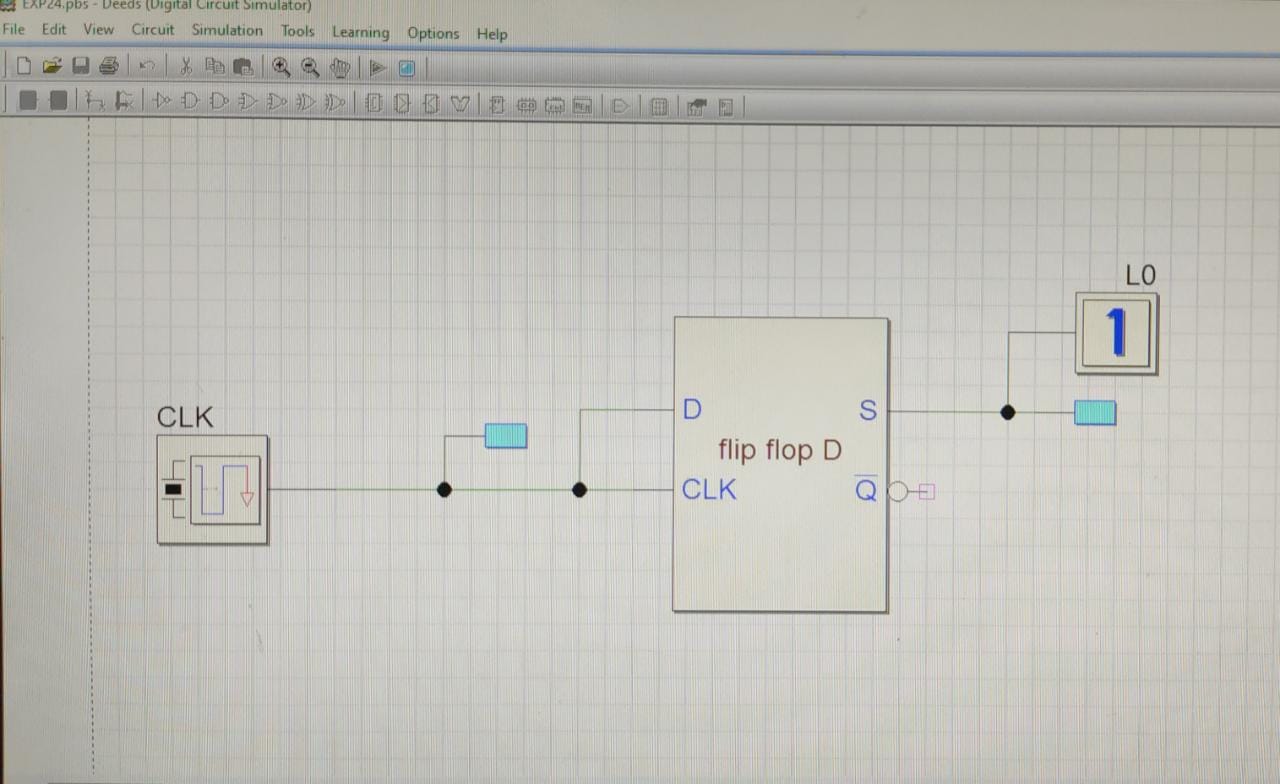 EXP24.pbs - Deeds (Digital Circuit Simulator)
File Edit View Circuit Simulation Tools Learning Options Help
L0
1
CLK
D S
flip flop D
CLK Q̅